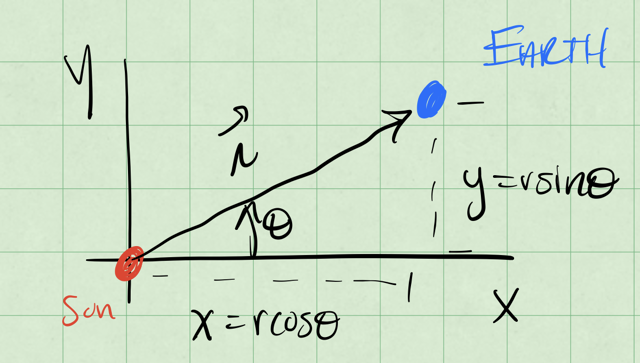 EARTH
y
r
θ
y=rsinθ
Sun
x=rcosθ
X